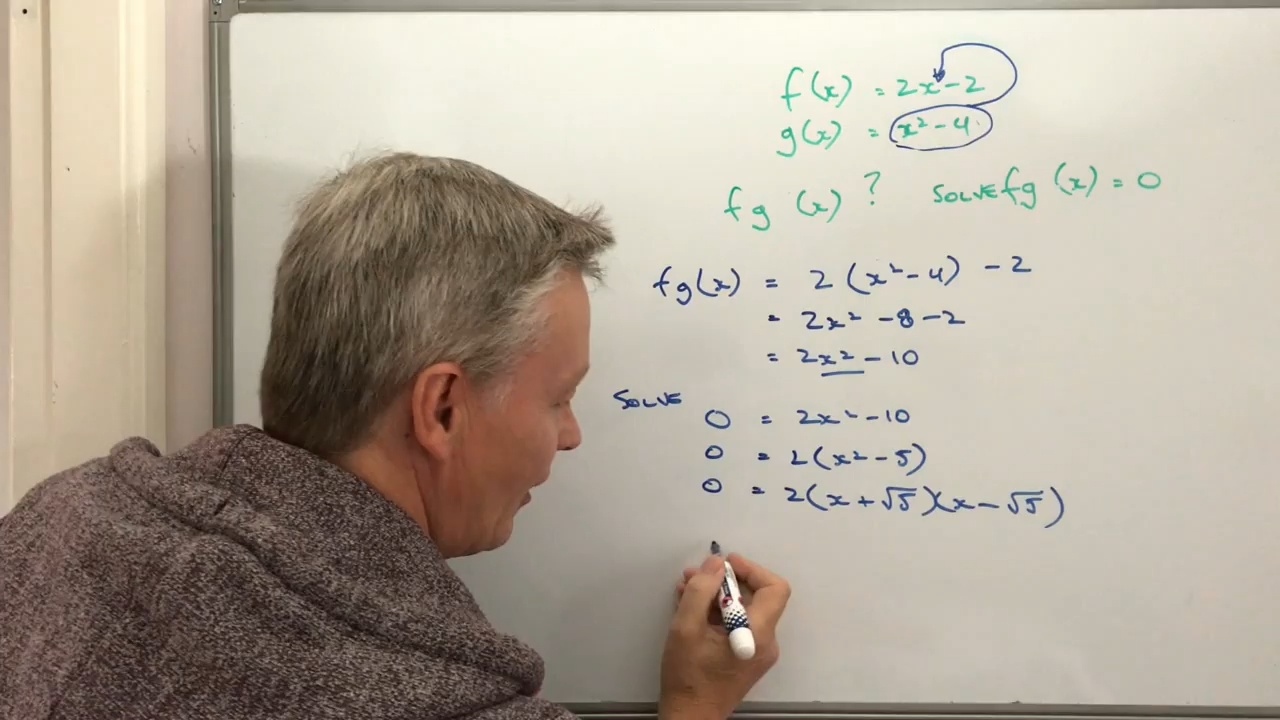 f(x) = 2x-2
g(x) = x²-4
fg (x) ? SOLVE fg (x) = 0
fg(x) = 2(x²-4) -2
= 2x² -8-2
= 2x² -10
SOLVE
0 = 2x²-10
0 = 2(x²-5)
0 = 2(x+√5)(x-√5)